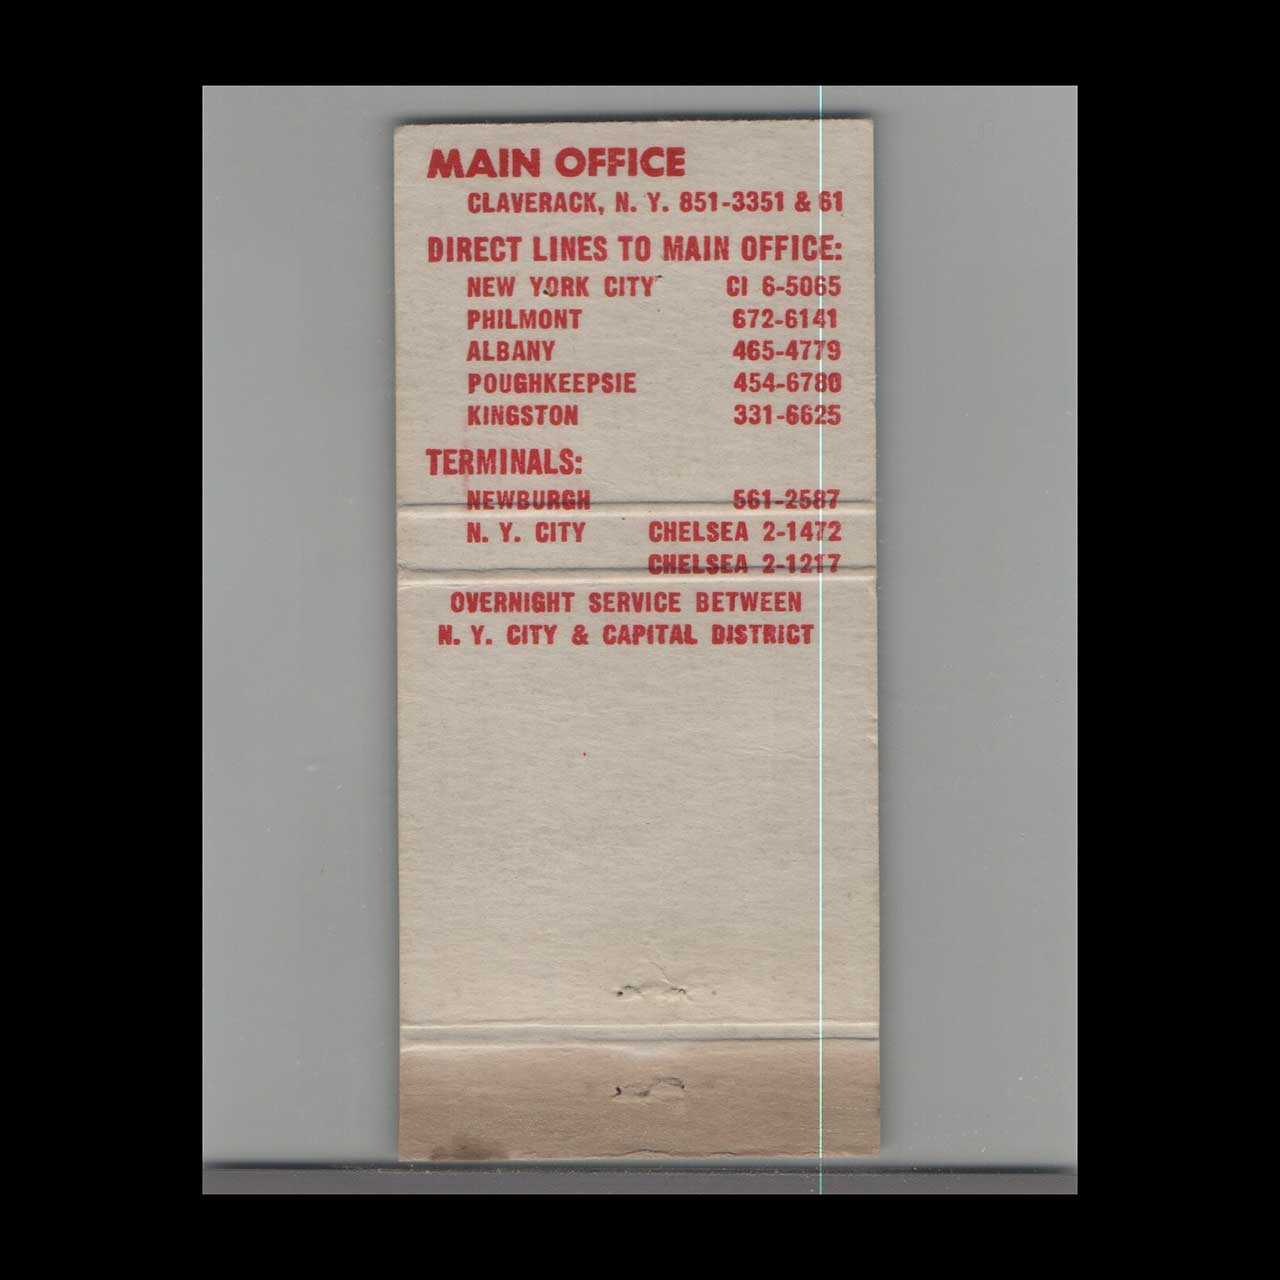 MAIN OFFICE
CLAVERACK, N. Y. 851-3351 & 61
DIRECT LINES TO MAIN OFFICE:
NEW YORK CITY CI 6-5065
PHILMONT 672-6141
ALBANY 465-4779
POUGHKEEPSIE 454-6780
KINGSTON 331-6625
TERMINALS:
NEWBURGH 561-2587
N. Y. CITY CHELSEA 2-1472
CHELSEA 2-1217
OVERNIGHT SERVICE BETWEEN
N. Y. CITY & CAPITAL DISTRICT